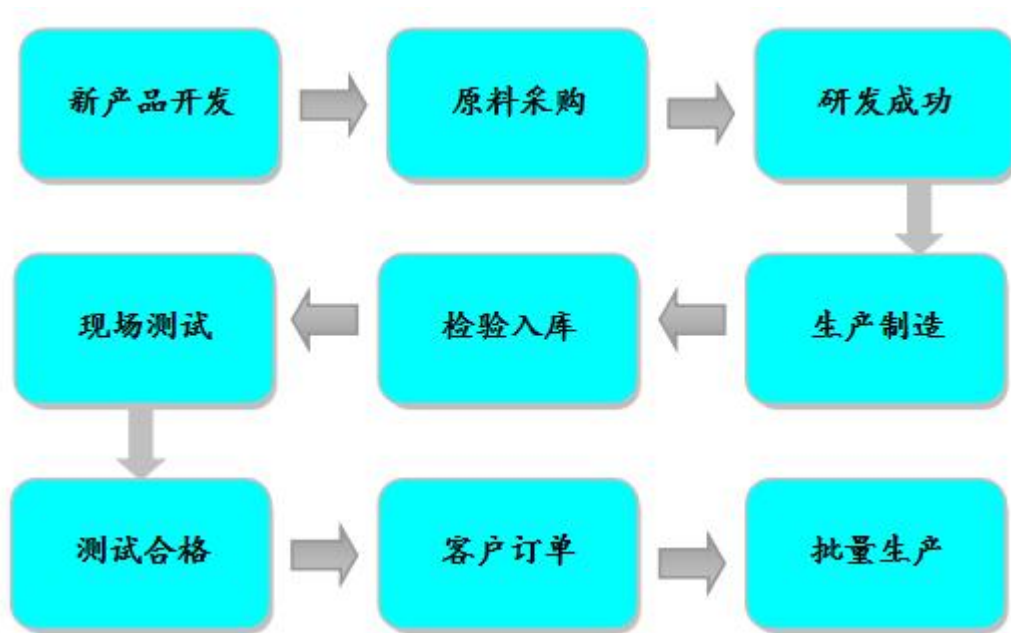 新产品开发
原料采购
研发成功
生产制造
检验入库
现场测试
测试合格
客户订单
批量生产